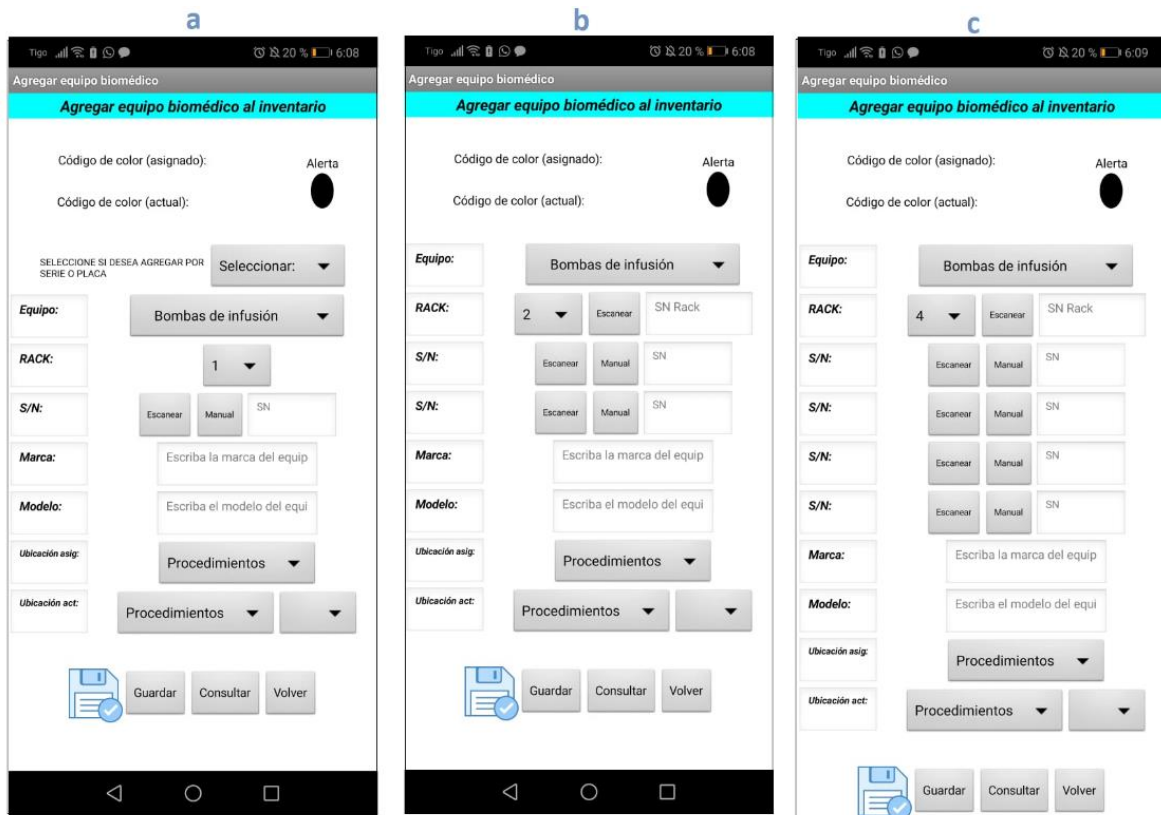 a
Tigo 20 % 6:08
Agregar equipo biomédico
Agregar equipo biomédico al inventario
Código de color (asignado):
Alerta
Código de color (actual):
SELECCIONE SI DESEA AGREGAR POR
SERIE O PLACA
Seleccionar:
Equipo: Bombas de infusión
RACK: 1
S/N: Escanear Manual SN
Marca: Escriba la marca del equip
Modelo: Escriba el modelo del equi
Ubicación asig: Procedimientos
Ubicación act: Procedimientos
Guardar Consultar Volver
b
Tigo 20 % 6:08
Agregar equipo biomédico
Agregar equipo biomédico al inventario
Código de color (asignado):
Alerta
Código de color (actual):
Equipo: Bombas de infusión
RACK: 2 Escanear SN Rack
S/N: Escanear Manual SN
S/N: Escanear Manual SN
Marca: Escriba la marca del equip
Modelo: Escriba el modelo del equi
Ubicación asig: Procedimientos
Ubicación act: Procedimientos
Guardar Consultar Volver
c
Tigo 20 % 6:09
Agregar equipo biomédico
Agregar equipo biomédico al inventario
Código de color (asignado):
Alerta
Código de color (actual):
Equipo: Bombas de infusión
RACK: 4 Escanear SN Rack
S/N: Escanear Manual SN
S/N: Escanear Manual SN
S/N: Escanear Manual SN
S/N: Escanear Manual SN
Marca: Escriba la marca del equip
Modelo: Escriba el modelo del equi
Ubicación asig: Procedimientos
Ubicación act: Procedimientos
Guardar Consultar Volver